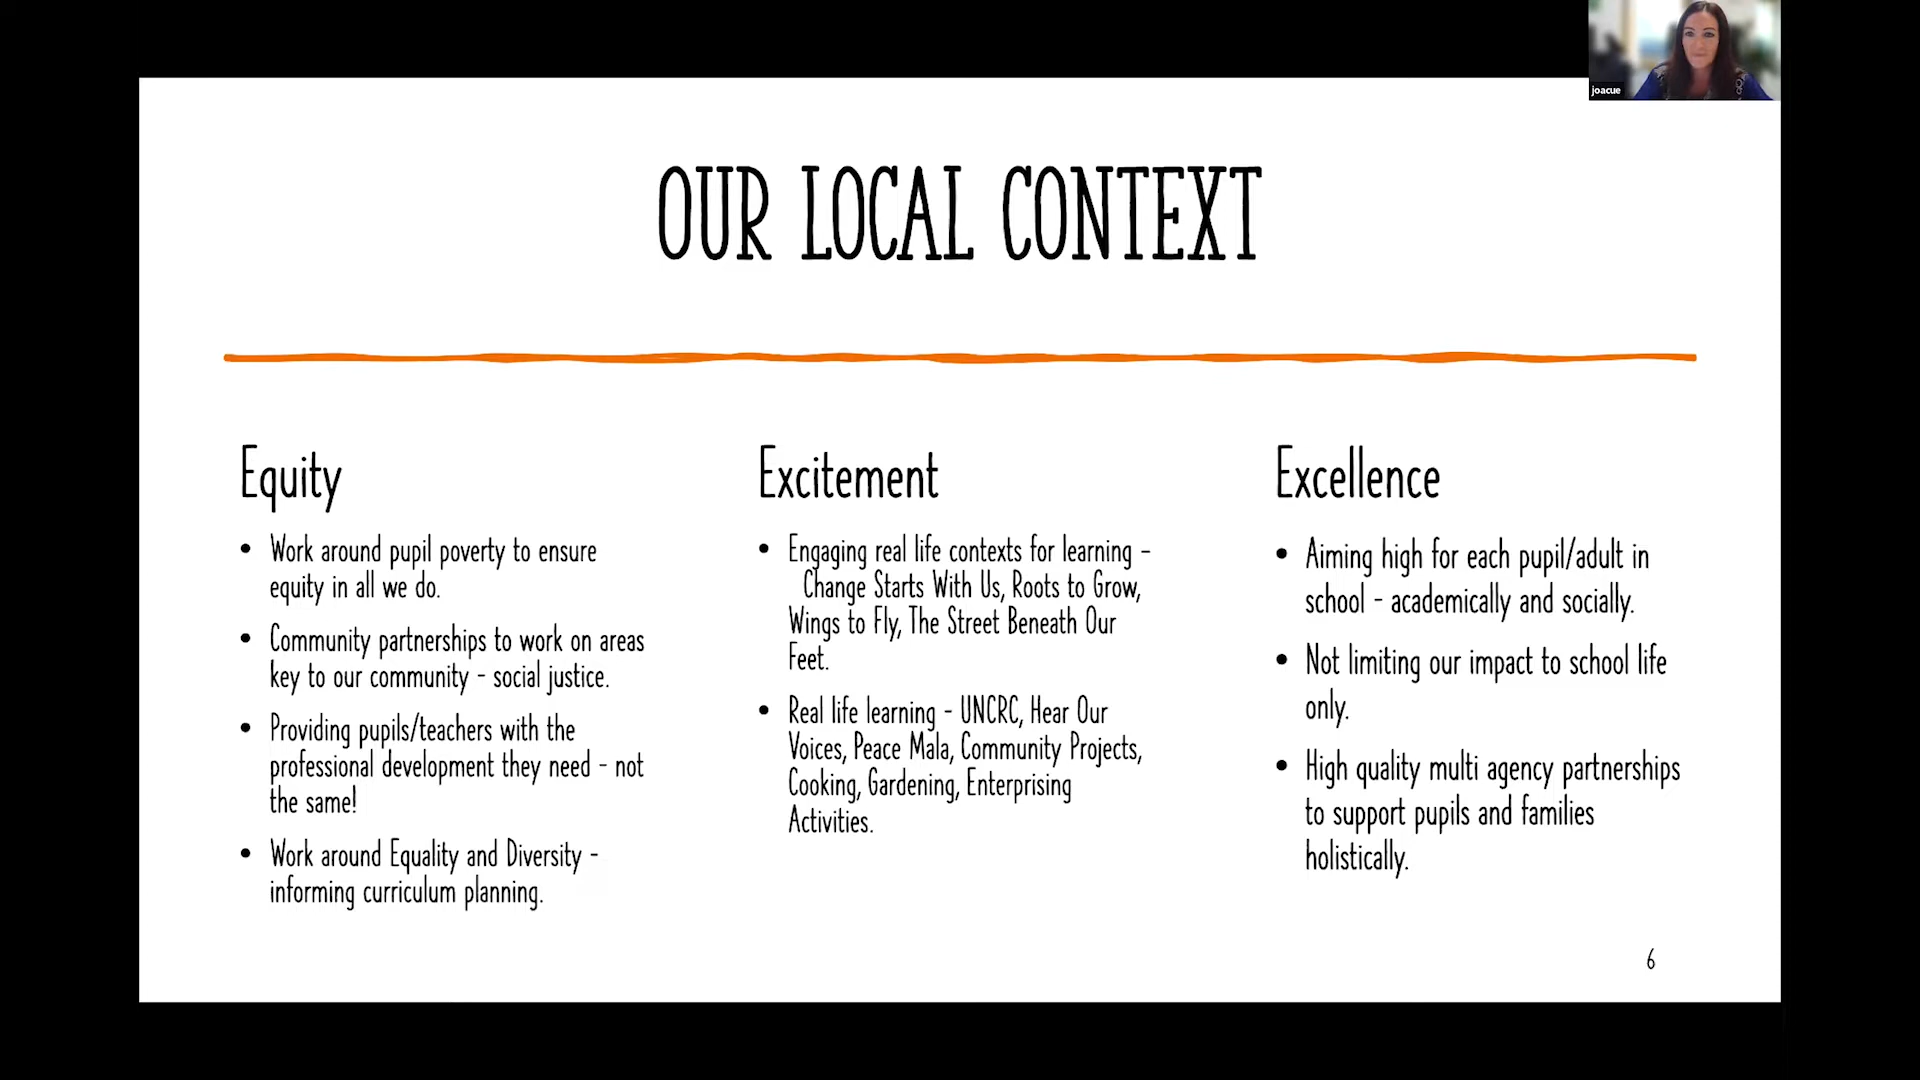 joacue
OUR LOCAL CONTEXT
Equity
• Work around pupil poverty to ensure
equity in all we do.
• Community partnerships to work on areas
key to our community - social justice.
• Providing pupils/teachers with the
professional development they need - not
the same!
• Work around Equality and Diversity -
informing curriculum planning.
Excitement
• Engaging real life contexts for learning -
Change Starts With Us, Roots to Grow,
Wings to Fly, The Street Beneath Our
Feet.
• Real life learning - UNCRC, Hear Our
Voices, Peace Mala, Community Projects,
Cooking, Gardening, Enterprising
Activities.
Excellence
• Aiming high for each pupil/adult in
school - academically and socially.
• Not limiting our impact to school life
only.
• High quality multi agency partnerships
to support pupils and families
holistically.
6